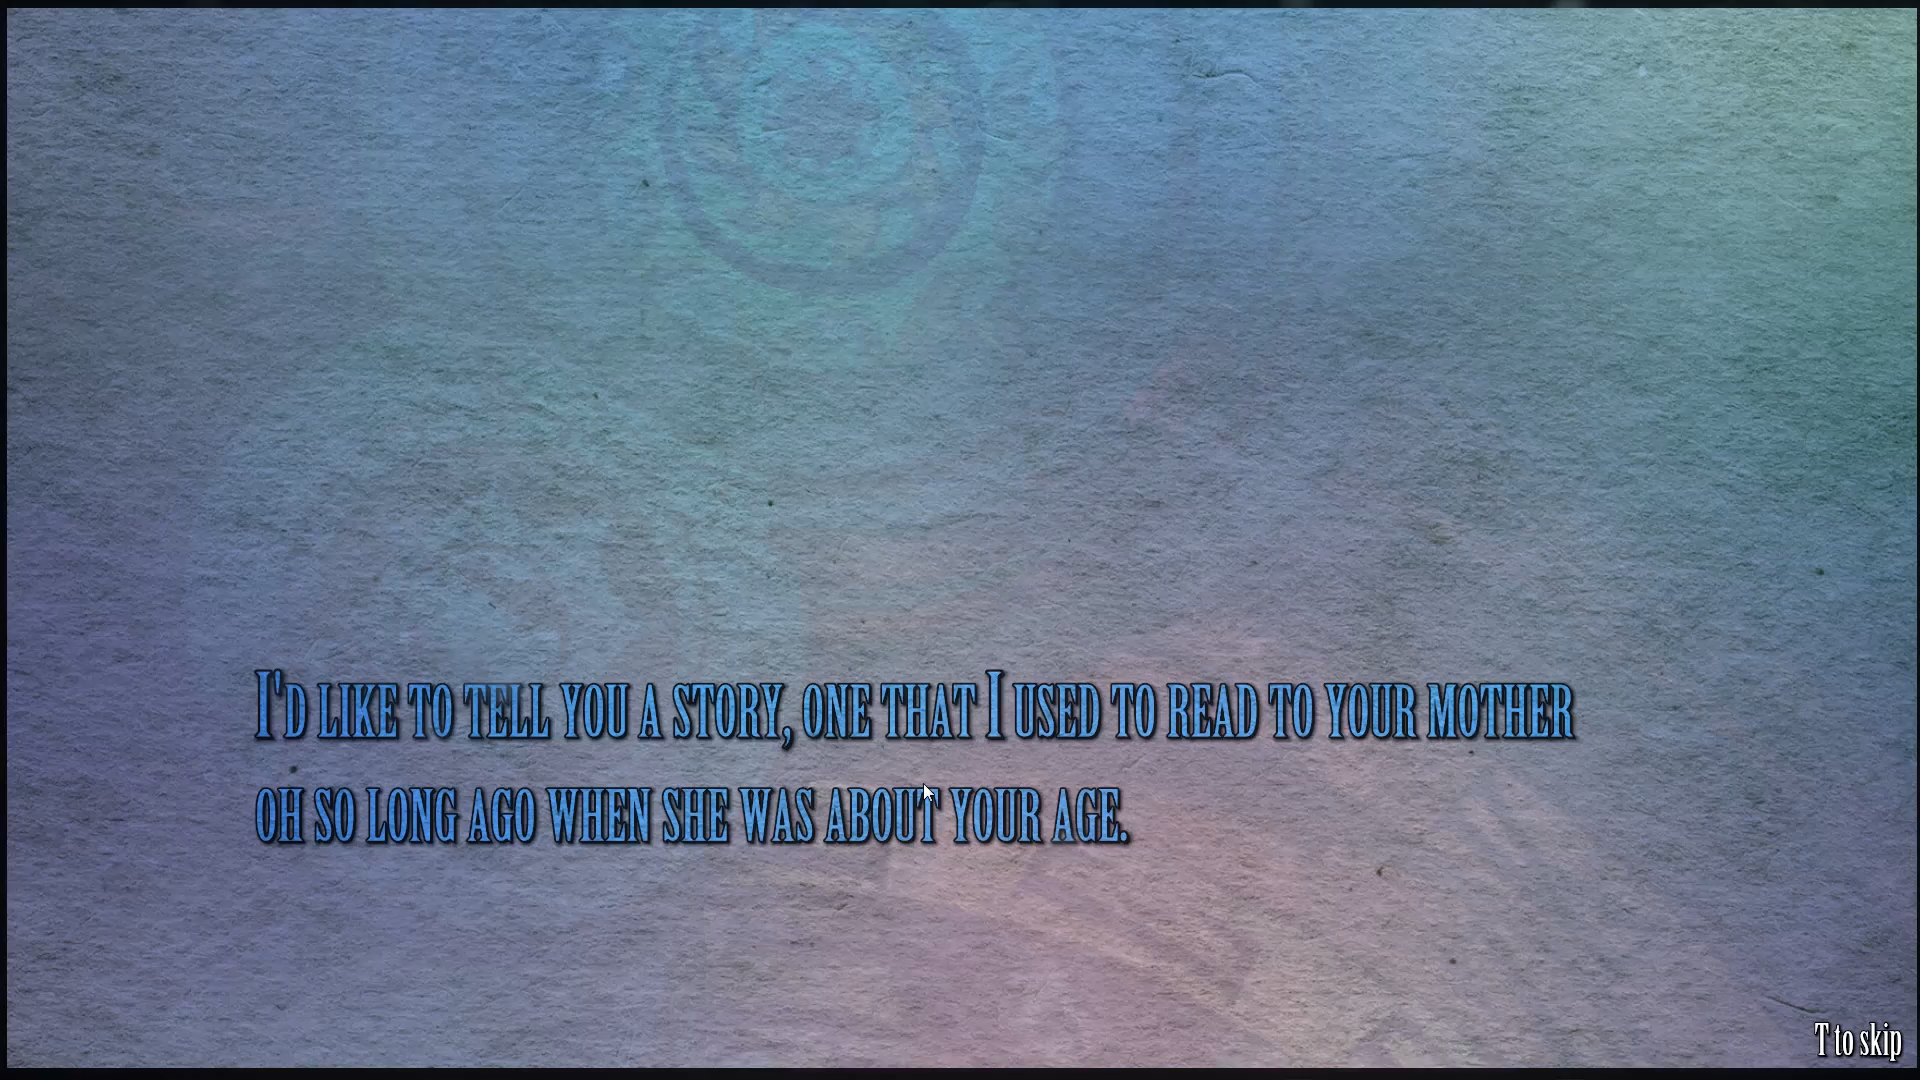 I'd like to tell you a story, one that I used to read to your mother
oh so long ago when she was about your age.
T to skip